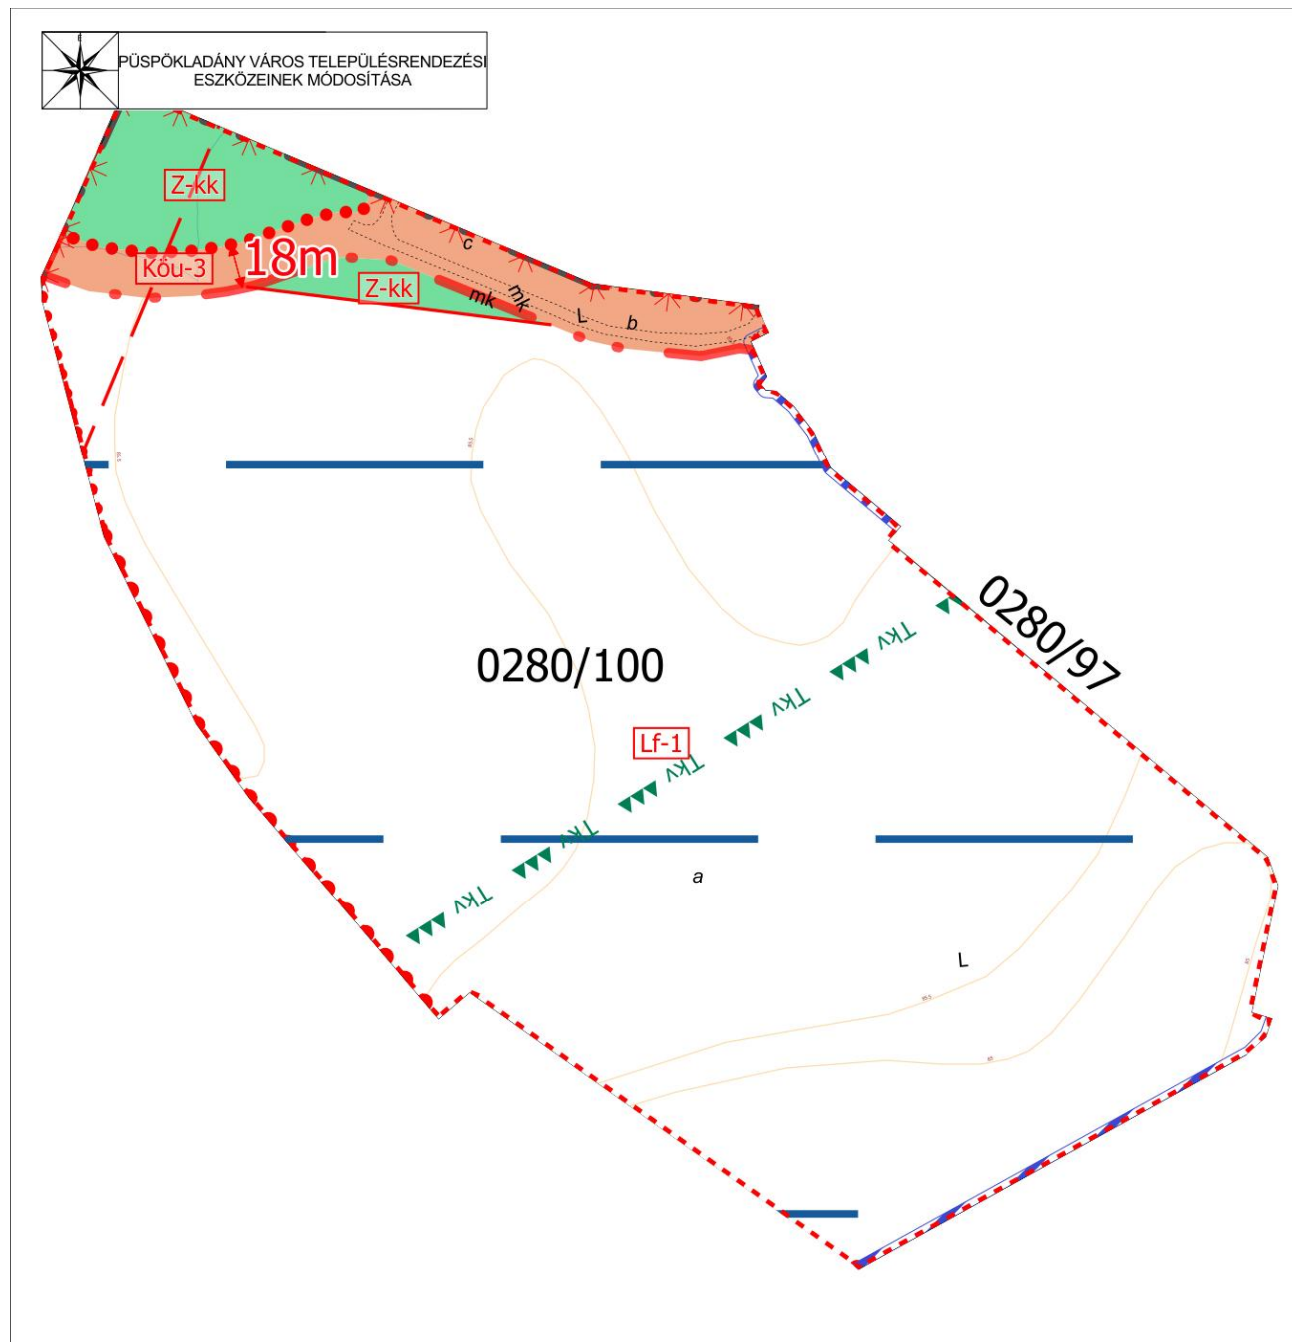 É
PÜSPÖKLADÁNY VÁROS TELEPÜLÉSRENDEZÉSI
ESZKÖZEINEK MÓDOSÍTÁSA
Z-kk
c
18m
Köu-3
Z-kk
mk
mk
L
b
0280/97
Tkv
0280/100
Tkv
Lf-1
Tkv
Tkv
a
Tkv
L